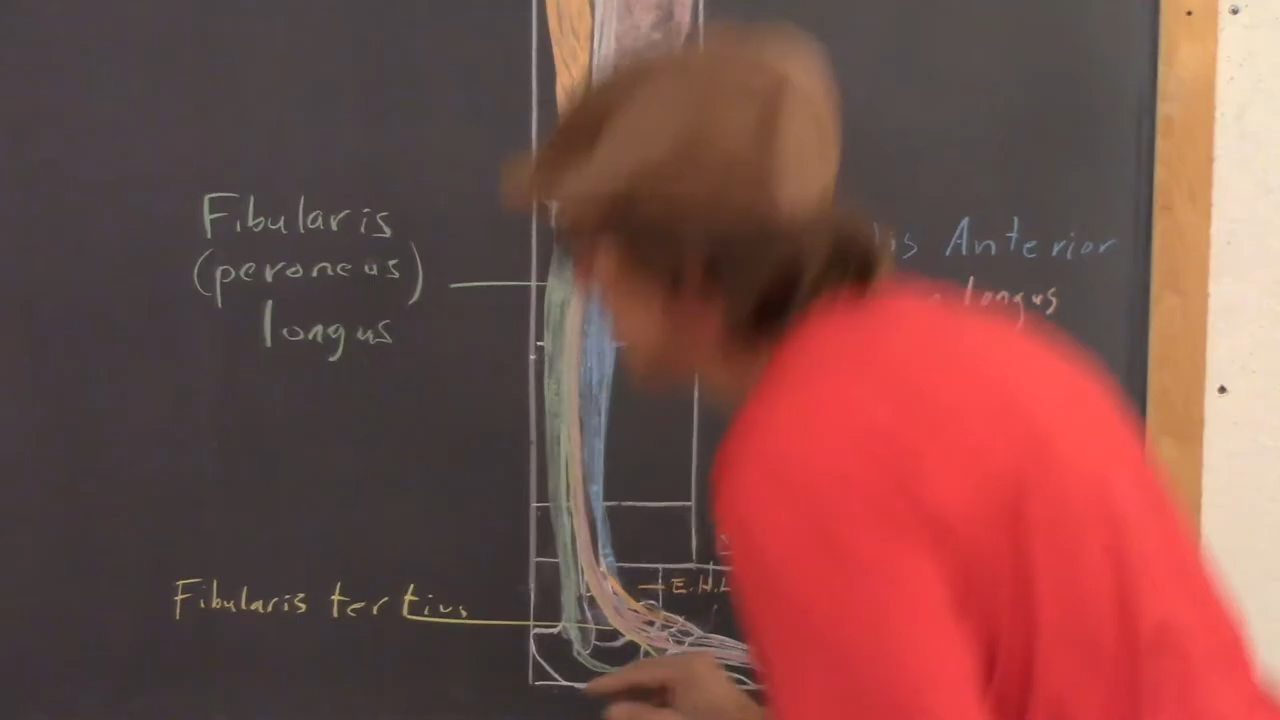 Fibularis
(peroneus)
longus
Anterior
longus
E.H.L
Fibularis tertius